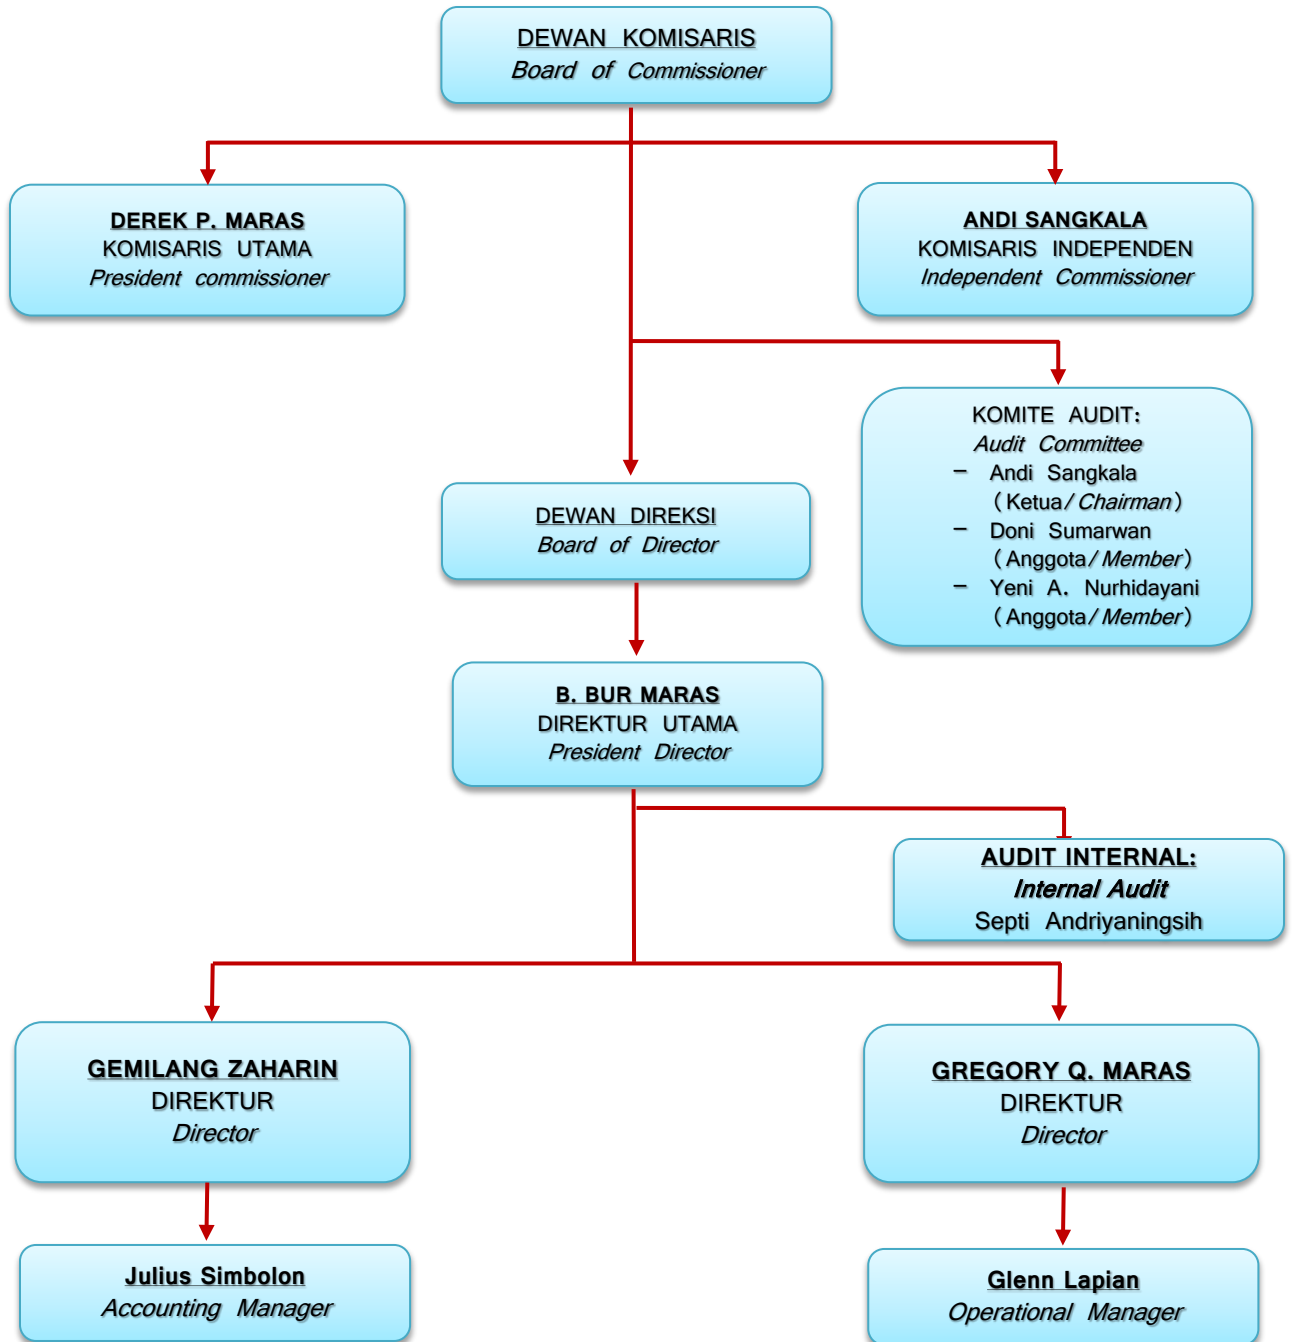 DEWAN KOMISARIS
Board of Commissioner
DEREK P. MARAS
KOMISARIS UTAMA
President commissioner
ANDI SANGKALA
KOMISARIS INDEPENDEN
Independent Commissioner
KOMITE AUDIT:
Audit Committee
- Andi Sangkala
(Ketua/Chairman)
- Doni Sumarwan
(Anggota/Member)
- Yeni A. Nurhidayani
(Anggota/Member)
DEWAN DIREKSI
Board of Director
B. BUR MARAS
DIREKTUR UTAMA
President Director
AUDIT INTERNAL:
Internal Audit
Septi Andriyaningsih
GEMILANG ZAHARIN
DIREKTUR
Director
GREGORY Q. MARAS
DIREKTUR
Director
Julius Simbolon
Accounting Manager
Glenn Lapian
Operational Manager